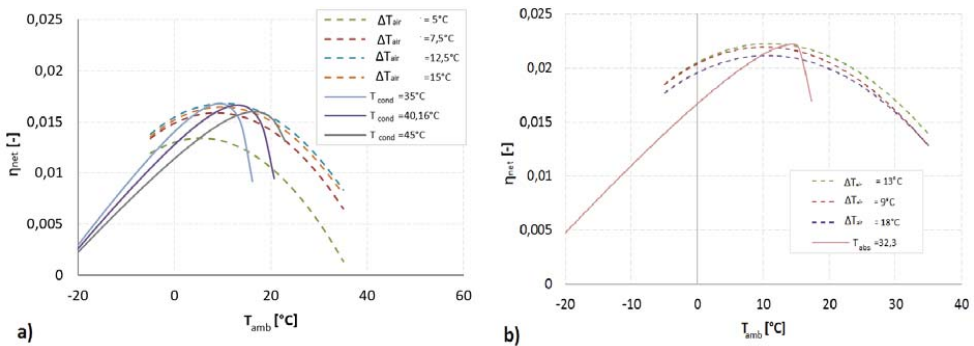 0,025
0,02
0,015
0,01
0,005
0
ηnet [-]
-20 0 20 40 60
Tamb [°C]
a)
ΔTair = 5°C
ΔTair =7,5°C
ΔTair =12,5°C
ΔTair =15°C
T cond =35°C
T cond =40,16°C
T cond =45°C
0,025
0,02
0,015
0,01
0,005
0
ηnet [-]
-20 -10 0 10 20 30 40
Tamb [°C]
b)
ΔTair = 13°C
ΔTair = 9°C
ΔTair = 18°C
Tabs =32,3